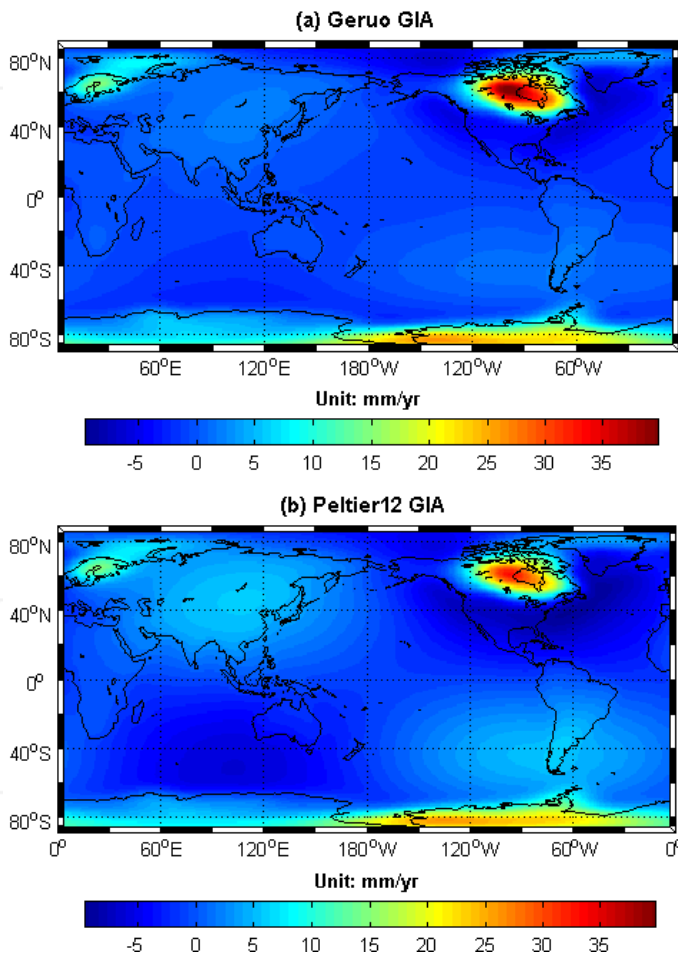 (a) Geruo GIA
80°N
40°N
0°
40°S
80°S
60°E 120°E 180°W 120°W 60°W
Unit: mm/yr
-5 0 5 10 15 20 25 30 35
(b) Peltier12 GIA
80°N
40°N
0°
40°S
80°S
0° 60°E 120°E 180°W 120°W 60°W 0°
Unit: mm/yr
-5 0 5 10 15 20 25 30 35